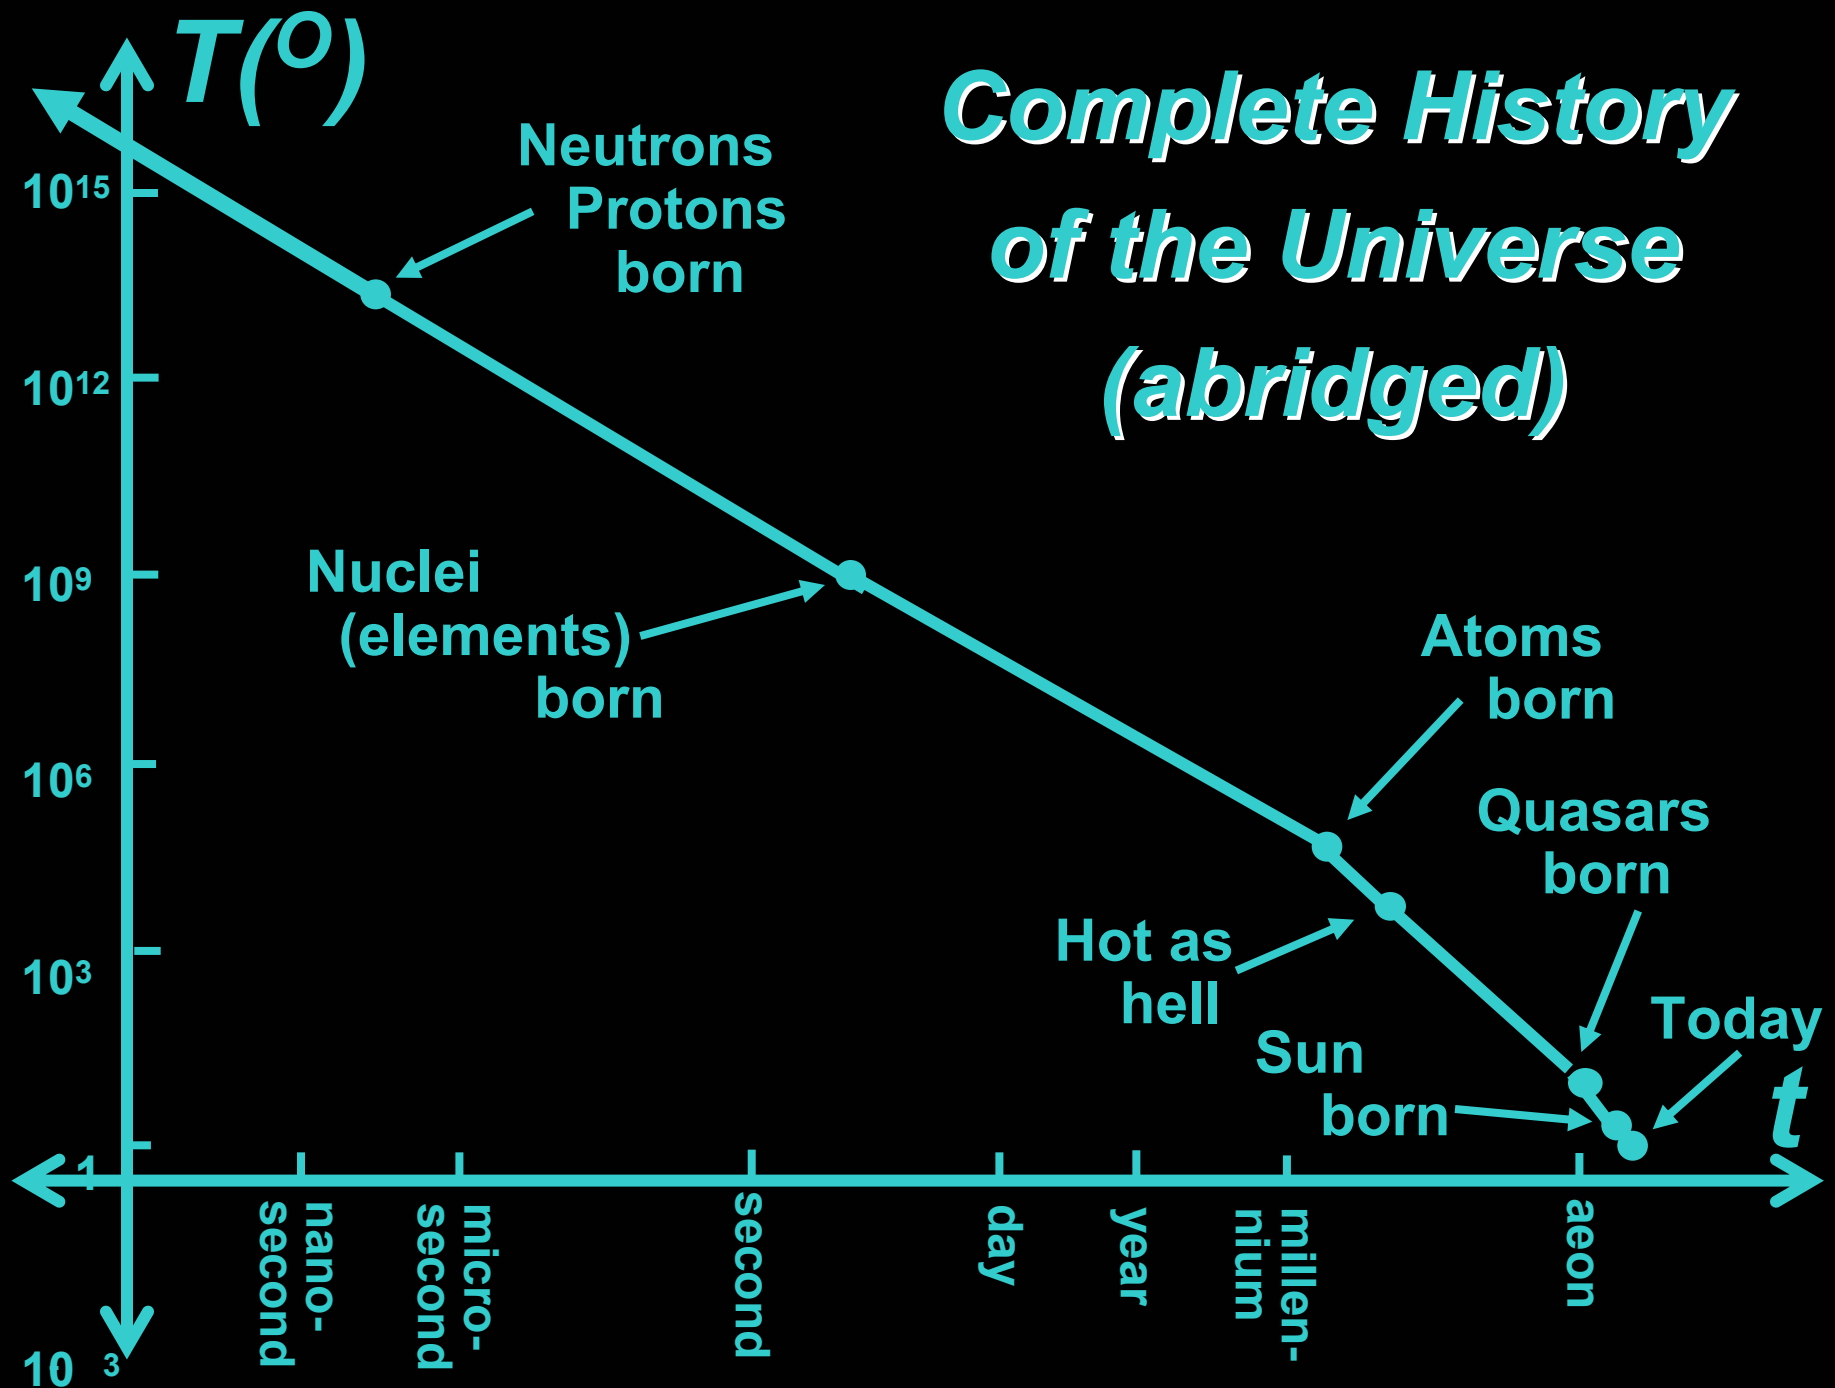 T(O)
Complete History
of the Universe
(abridged)
Neutrons
Protons
born
10¹⁵
10¹²
10⁹
10⁶
10³
1
10 ³
Nuclei
(elements)
born
Atoms
born
Quasars
born
Hot as
hell
Sun
born
Today
t
nano-
second
micro-
second
second
day
year
millen-
nium
aeon